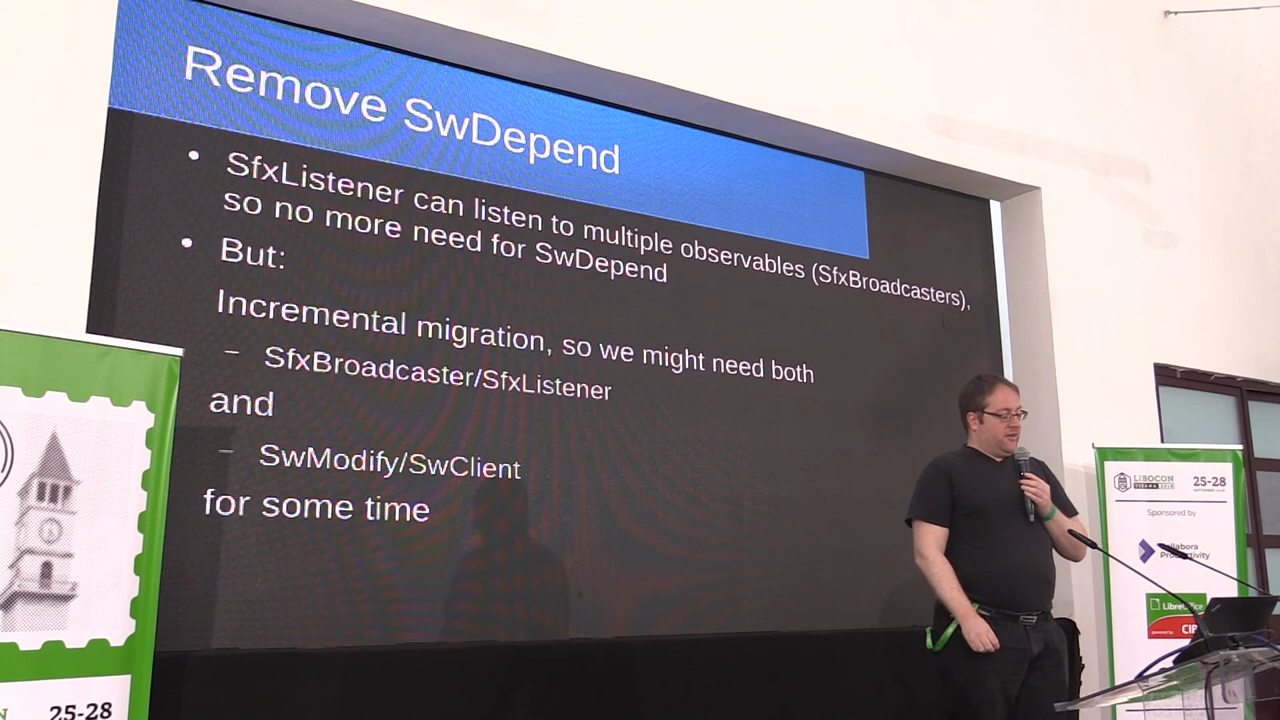 Remove SwDepend
• SfxListener can listen to multiple observables (SfxBroadcasters),
so no more need for SwDepend
• But:
Incremental migration, so we might need both
– SfxBroadcaster/SfxListener
and
– SwModify/SwClient
for some time
25-28
LIBOCON
25-28
Sponsored by
Productivity
LibreOffice
powered by CIB